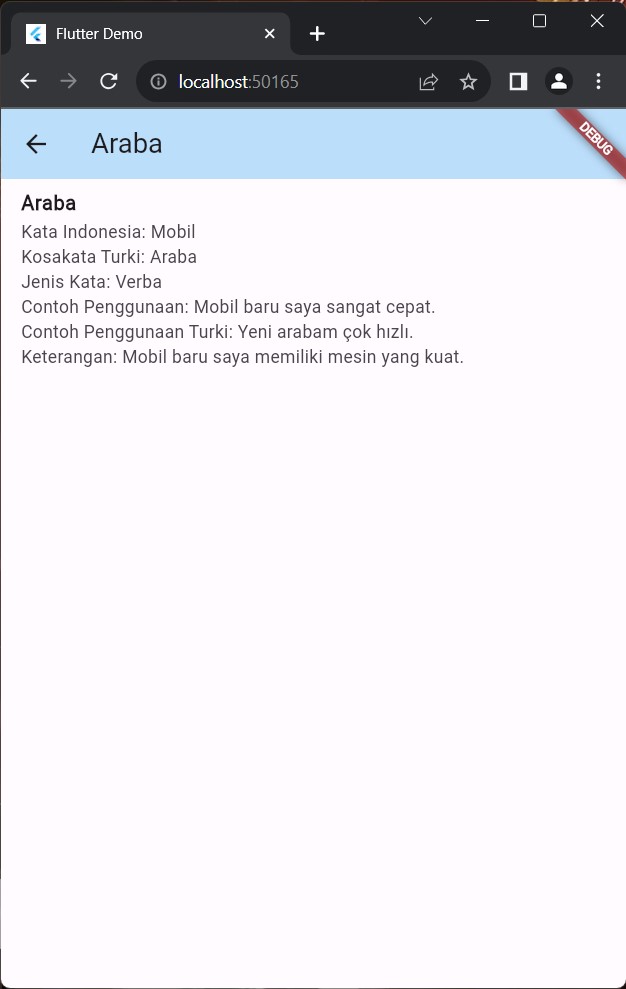 Flutter Demo
localhost:50165
Araba
DEBUG
Araba
Kata Indonesia: Mobil
Kosakata Turki: Araba
Jenis Kata: Verba
Contoh Penggunaan: Mobil baru saya sangat cepat.
Contoh Penggunaan Turki: Yeni arabam çok hızlı.
Keterangan: Mobil baru saya memiliki mesin yang kuat.